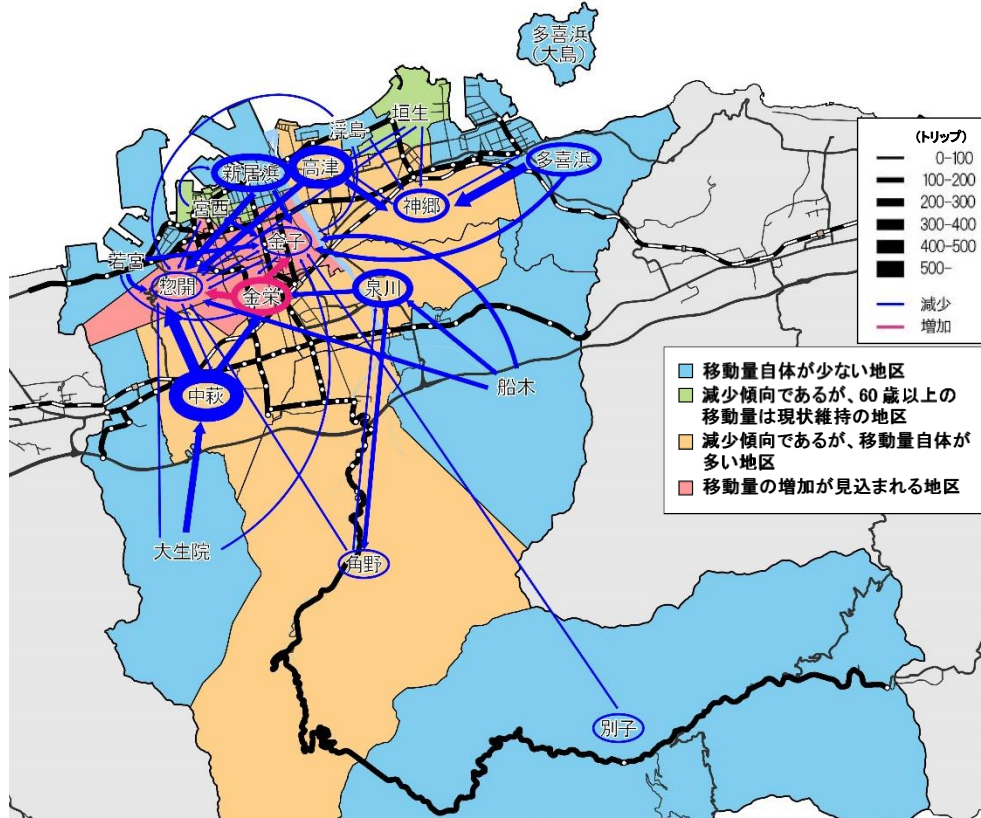 多喜浜
(大島)
垣生
浮島
多喜浜
新居浜
高津
宮西
神郷
金子
若宮
惣開
金栄
泉川
船木
中萩
大生院
角野
別子
(トリップ)
0-100
100-200
200-300
300-400
400-500
500-
減少
増加
移動量自体が少ない地区
減少傾向であるが、60歳以上の
移動量は現状維持の地区
減少傾向であるが、移動量自体が
多い地区
移動量の増加が見込まれる地区